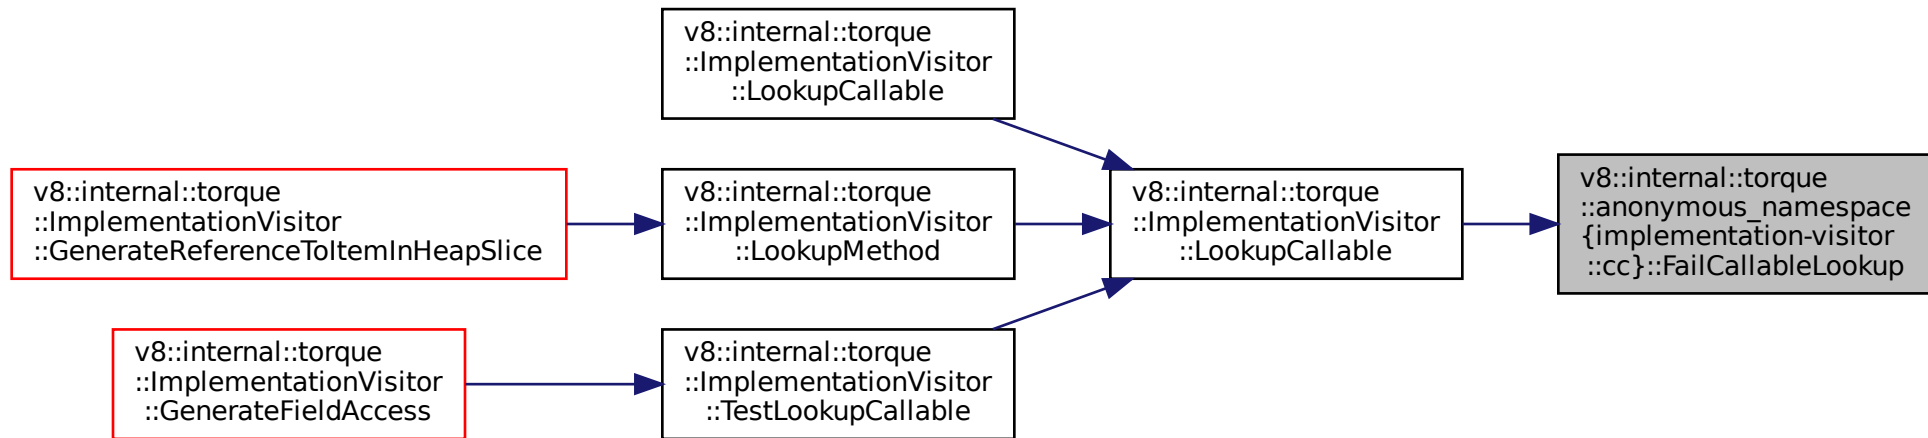 v8::internal::torque
::ImplementationVisitor
::LookupCallable
v8::internal::torque
::ImplementationVisitor
::GenerateReferenceToItemInHeapSlice
v8::internal::torque
::ImplementationVisitor
::LookupMethod
v8::internal::torque
::ImplementationVisitor
::LookupCallable
v8::internal::torque
::anonymous_namespace
{implementation-visitor
::cc}::FailCallableLookup
v8::internal::torque
::ImplementationVisitor
::GenerateFieldAccess
v8::internal::torque
::ImplementationVisitor
::TestLookupCallable